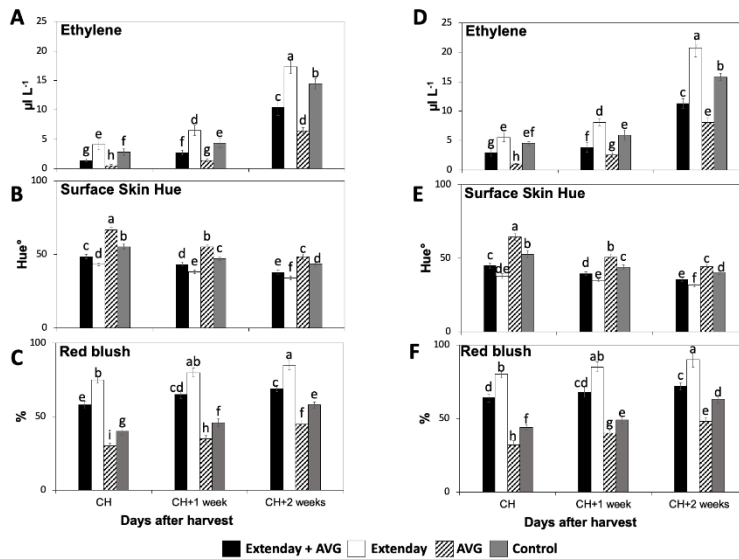 A
Ethylene
µl L⁻¹
25
20
15
10
5
0
g e h f
c d g e
c a d b
B
Surface Skin Hue
Hue°
100
50
0
c d a b
d e b c
e f c d
C
Red blush
%
100
50
0
e b i g
cd ab h f
c a f e
CH CH+1 week CH+2 weeks
Days after harvest
D
Ethylene
µl L⁻¹
25
20
15
10
5
0
g e h ef
f d g e
c a e b
E
Surface Skin Hue
Hue°
100
50
0
c de a b
d e b c
e f c d
F
Red blush
%
100
50
0
d b h f
cd ab g e
c a e d
CH CH+1 week CH+2 weeks
Days after harvest
Extenday + AVG Extenday AVG Control